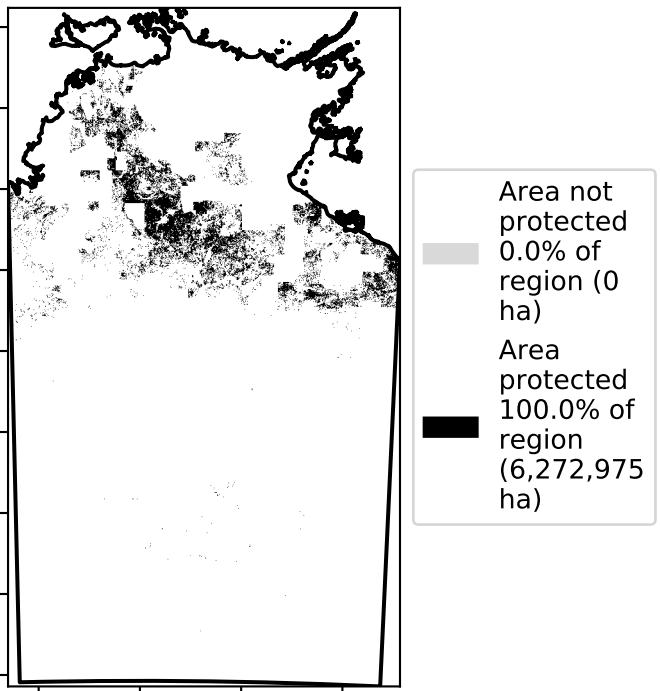 Area not
protected
0.0% of
region (0
ha)
Area
protected
100.0% of
region
(6,272,975
ha)